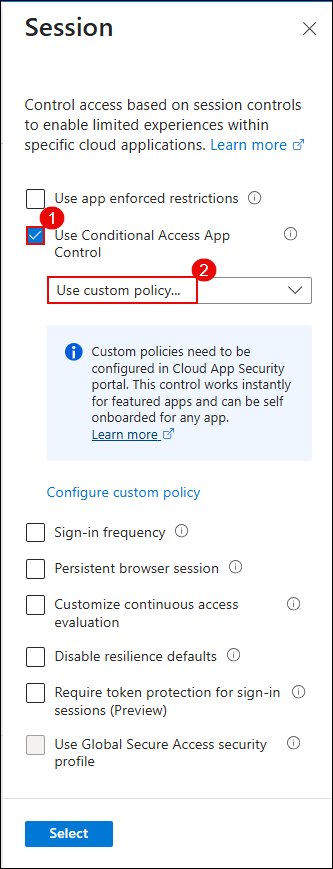 Session
Control access based on session controls
to enable limited experiences within
specific cloud applications. Learn more
Use app enforced restrictions
1
Use Conditional Access App
Control
2
Use custom policy...
Custom policies need to be
configured in Cloud App Security
portal. This control works instantly
for featured apps and can be self
onboarded for any app.
Learn more
Configure custom policy
Sign-in frequency
Persistent browser session
Customize continuous access
evaluation
Disable resilience defaults
Require token protection for sign-in
sessions (Preview)
Use Global Secure Access security
profile
Select